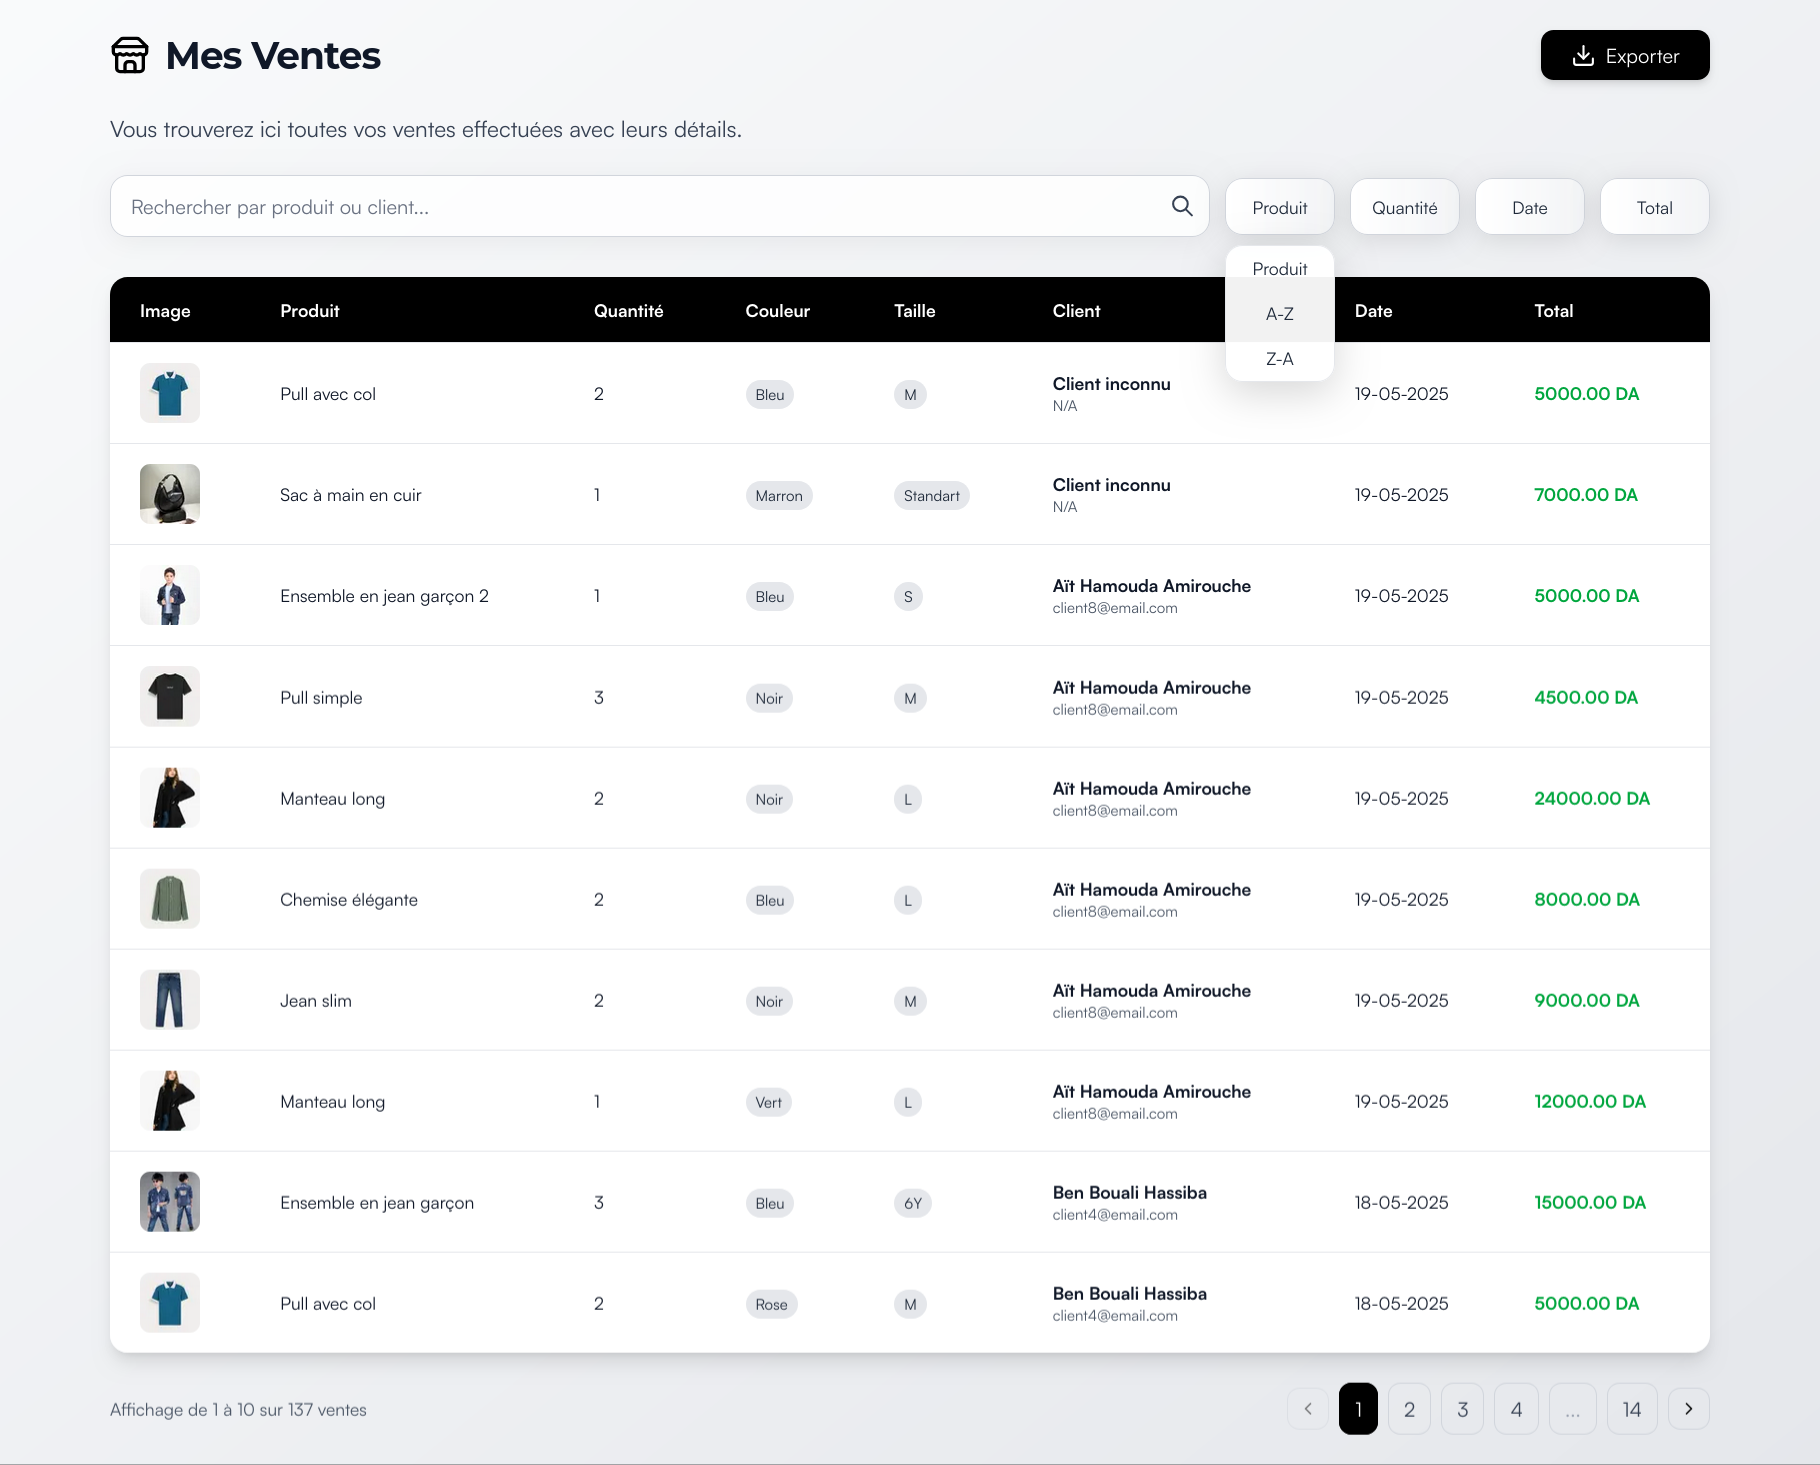 Mes Ventes
Exporter
Vous trouverez ici toutes vos ventes effectuées avec leurs détails.
Rechercher par produit ou client...
Produit
Quantité
Date
Total
Produit
A-Z
Z-A
Image Produit Quantité Couleur Taille Client Date Total
Pull avec col 2 Bleu M Client inconnu 19-05-2025 5000.00 DA
N/A
Sac à main en cuir 1 Marron Standart Client inconnu 19-05-2025 7000.00 DA
N/A
Ensemble en jean garçon 2 1 Bleu S Aït Hamouda Amirouche 19-05-2025 5000.00 DA
client8@email.com
Pull simple 3 Noir M Aït Hamouda Amirouche 19-05-2025 4500.00 DA
client8@email.com
Manteau long 2 Noir L Aït Hamouda Amirouche 19-05-2025 24000.00 DA
client8@email.com
Chemise élégante 2 Bleu L Aït Hamouda Amirouche 19-05-2025 8000.00 DA
client8@email.com
Jean slim 2 Noir M Aït Hamouda Amirouche 19-05-2025 9000.00 DA
client8@email.com
Manteau long 1 Vert L Aït Hamouda Amirouche 19-05-2025 12000.00 DA
client8@email.com
Ensemble en jean garçon 3 Bleu 6Y Ben Bouali Hassiba 18-05-2025 15000.00 DA
client4@email.com
Pull avec col 2 Rose M Ben Bouali Hassiba 18-05-2025 5000.00 DA
client4@email.com
Affichage de 1 à 10 sur 137 ventes
1 2 3 4 ... 14